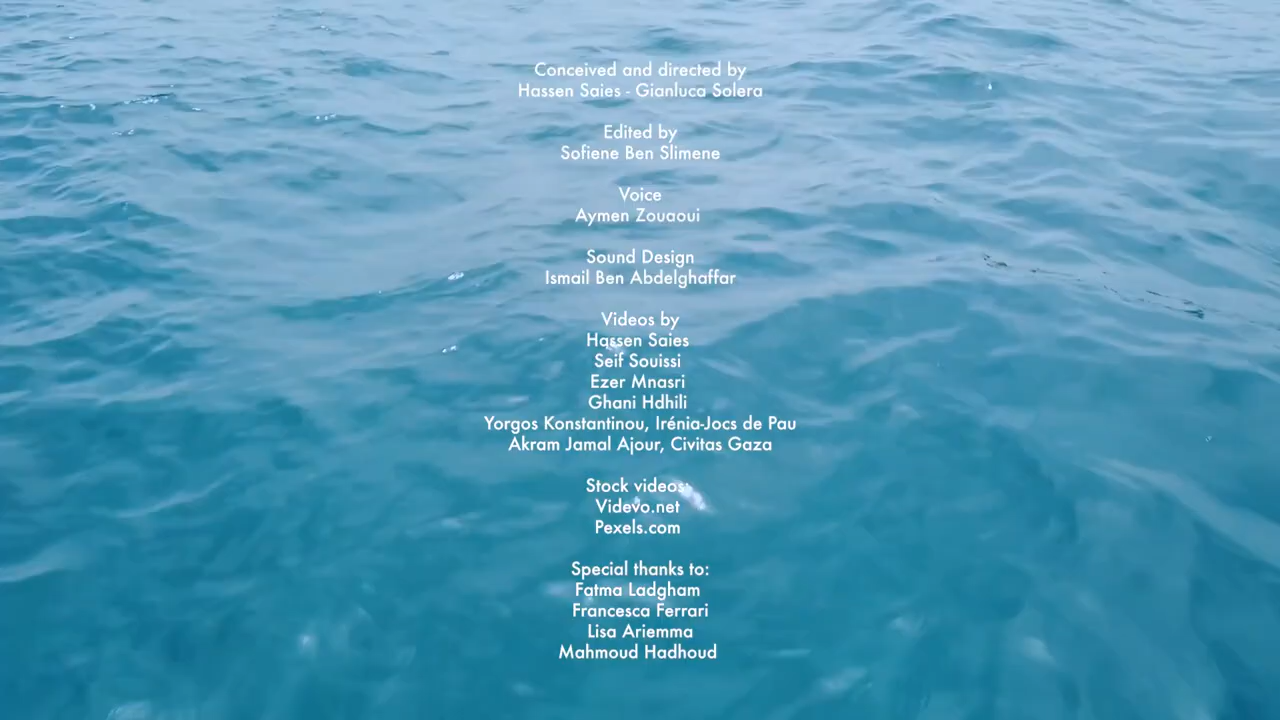 Conceived and directed by
Hassen Saies - Gianluca Solera
Edited by
Sofiene Ben Slimene
Voice
Aymen Zouaoui
Sound Design
Ismail Ben Abdelghaffar
Videos by
Hassen Saies
Seif Souissi
Ezer Mnasri
Ghani Hdhili
Yorgos Konstantinou, Irénia-Jocs de Pau
Akram Jamal Ajour, Civitas Gaza
Stock videos:
Videvo.net
Pexels.com
Special thanks to:
Fatma Ladgham
Francesca Ferrari
Lisa Ariemma
Mahmoud Hadhoud